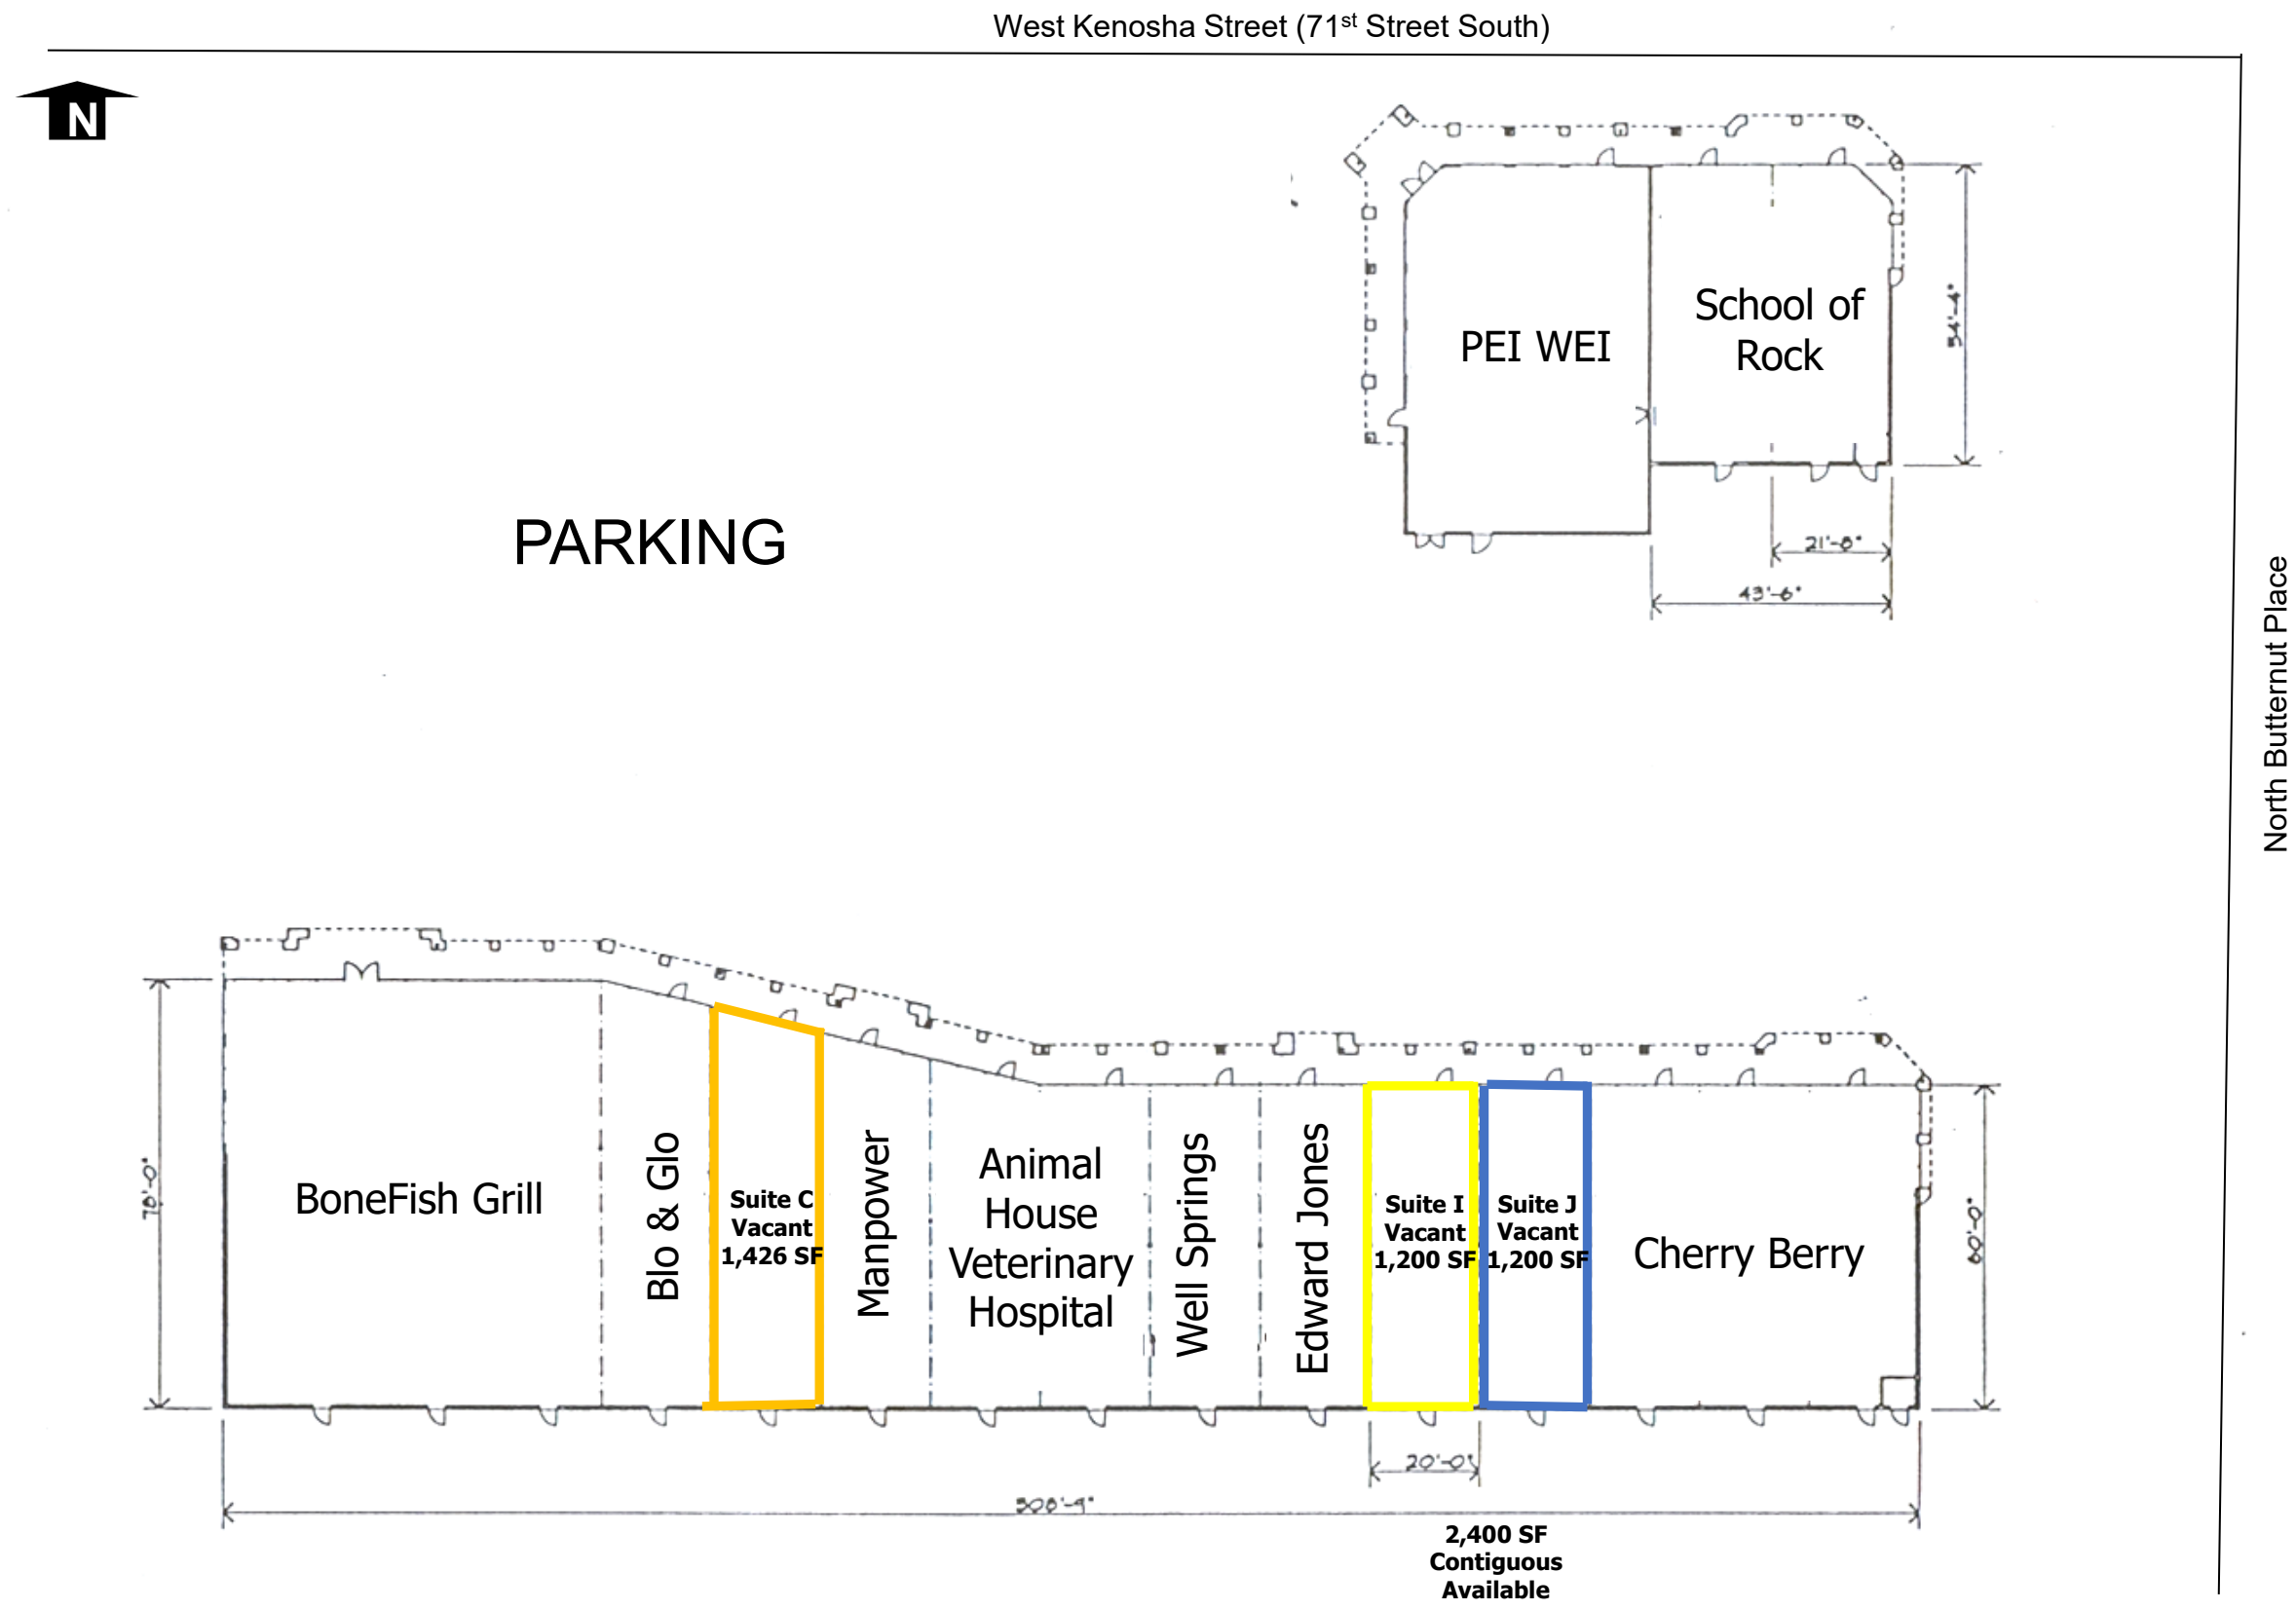 West Kenosha Street (71st Street South)
N
PEI WEI
School of
Rock
54'-4"
21'-8"
43'-6"
PARKING
North Butternut Place
BoneFish Grill
Blo & Glo
Suite C
Vacant
1,426 SF
Manpower
Animal
House
Veterinary
Hospital
Well Springs
Edward Jones
Suite I
Vacant
1,200 SF
Suite J
Vacant
1,200 SF
Cherry Berry
60'-0"
20'-0"
2,400 SF
Contiguous
Available